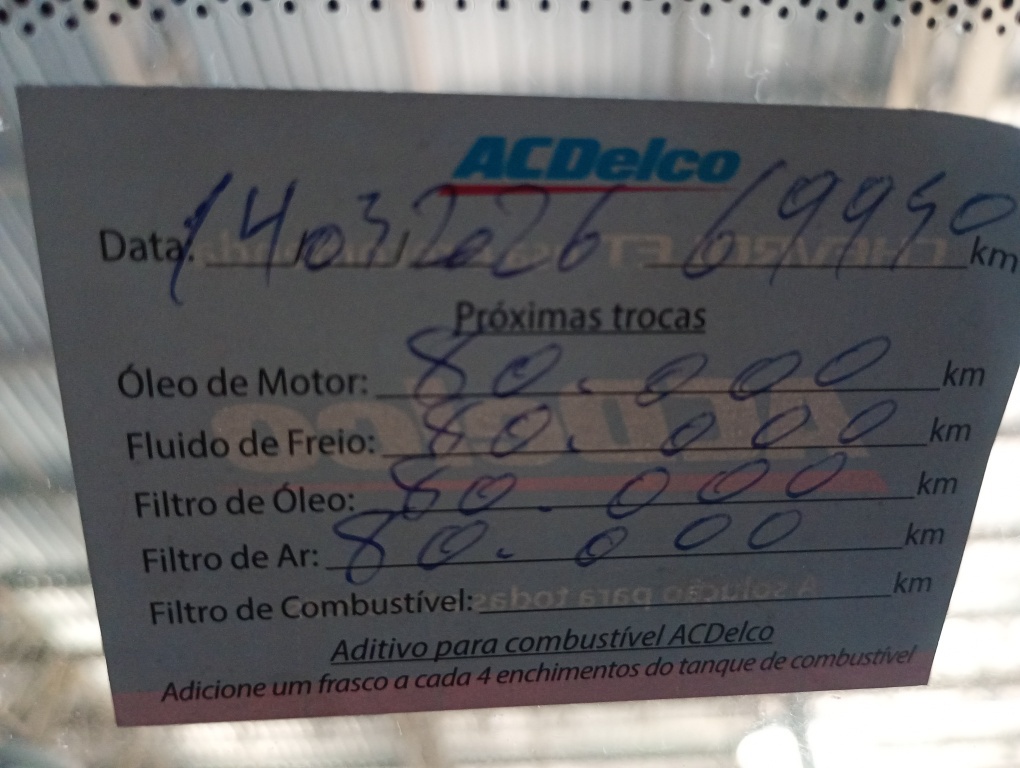 ACDelco
Data: 14/03/2026 69950 km
Próximas trocas
Óleo de Motor: 80.000 km
Fluido de Freio: 80.000 km
Filtro de Óleo: 80.000 km
Filtro de Ar: 80.000 km
Filtro de Combustível: km
Aditivo para combustível ACDelco
Adicione um frasco a cada 4 enchimentos do tanque de combustível